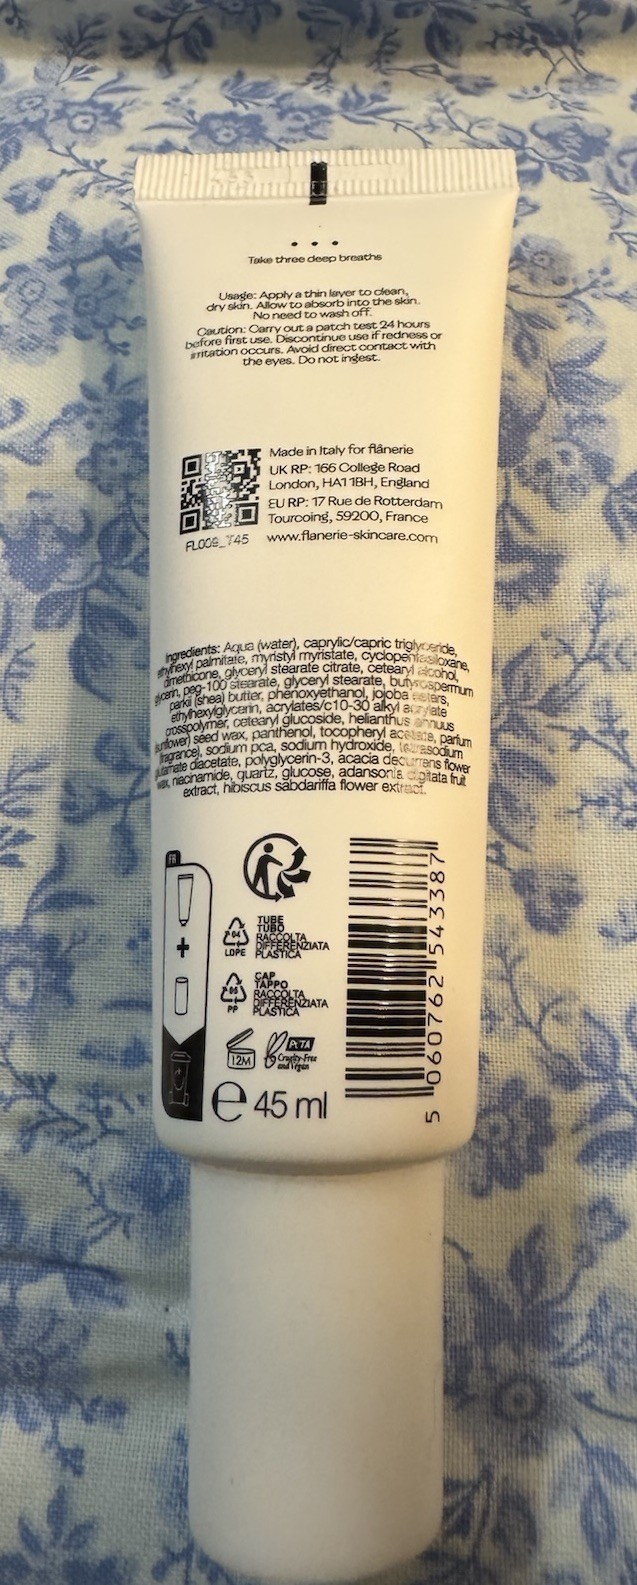 Take three deep breaths
Usage: Apply a thin layer to clean,
dry skin. Allow to absorb into the skin.
No need to wash off.
Caution: Carry out a patch test 24 hours
before first use. Discontinue use if redness or
irritation occurs. Avoid direct contact with
the eyes. Do not ingest.
Made in Italy for flânerie
UK RP: 166 College Road
London, HA1 1BH, England
EU RP: 17 Rue de Rotterdam
Tourcoing, 59200, France
FL009_T45 www.flanerie-skincare.com
Ingredients: Aqua (water), caprylic/capric triglyceride,
ethylhexyl palmitate, myristyl myristate, cyclopentasiloxane,
dimethicone, glyceryl stearate citrate, cetearyl alcohol,
glycerin, peg-100 stearate, glyceryl stearate, butyrospermum
parkii (shea) butter, phenoxyethanol, jojoba esters,
ethylhexylglycerin, acrylates/c10-30 alkyl acrylate
crosspolymer, cetearyl glucoside, helianthus annuus
(sunflower) seed wax, panthenol, tocopheryl acetate, parfum
(fragrance), sodium pca, sodium hydroxide, tetrasodium
glutamate diacetate, polyglycerin-3, acacia decurrens flower
wax, niacinamide, quartz, glucose, adansonia digitata fruit
extract, hibiscus sabdariffa flower extract.
FR
04
LDPE
TUBE
TUBO
RACCOLTA
DIFFERENZIATA
PLASTICA
05
PP
CAP
TAPPO
RACCOLTA
DIFFERENZIATA
PLASTICA
12M
PETA
Cruelty-Free
and Vegan
e 45 ml
5 060762 543387